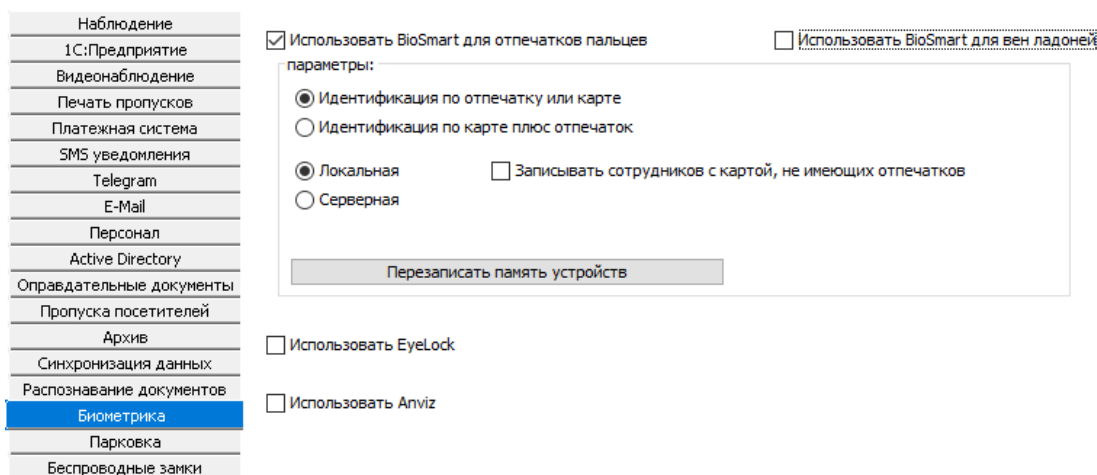 Наблюдение
1С:Предприятие
Видеонаблюдение
Печать пропусков
Платежная система
SMS уведомления
Telegram
E-Mail
Персонал
Active Directory
Оправдательные документы
Пропуска посетителей
Архив
Синхронизация данных
Распознавание документов
Биометрика
Парковка
Беспроводные замки
Использовать BioSmart для отпечатков пальцев
Использовать BioSmart для вен ладоней
параметры:
Идентификация по отпечатку или карте
Идентификация по карте плюс отпечаток
Локальная
Записывать сотрудников с картой, не имеющих отпечатков
Серверная
Перезаписать память устройств
Использовать EyeLock
Использовать Anviz